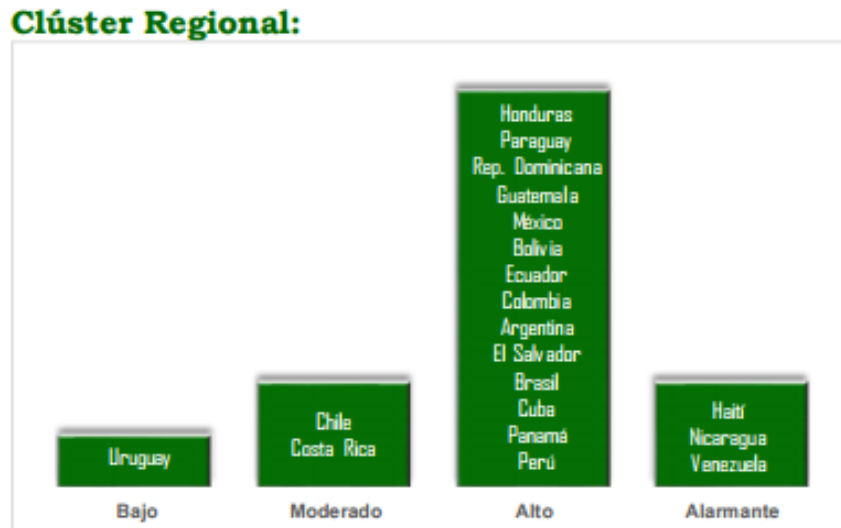 Clúster Regional:
Uruguay
Bajo
Chile
Costa Rica
Moderado
Honduras
Paraguay
Rep. Dominicana
Guatemala
México
Bolivia
Ecuador
Colombia
Argentina
El Salvador
Brasil
Cuba
Panamá
Perú
Alto
Haití
Nicaragua
Venezuela
Alarmante